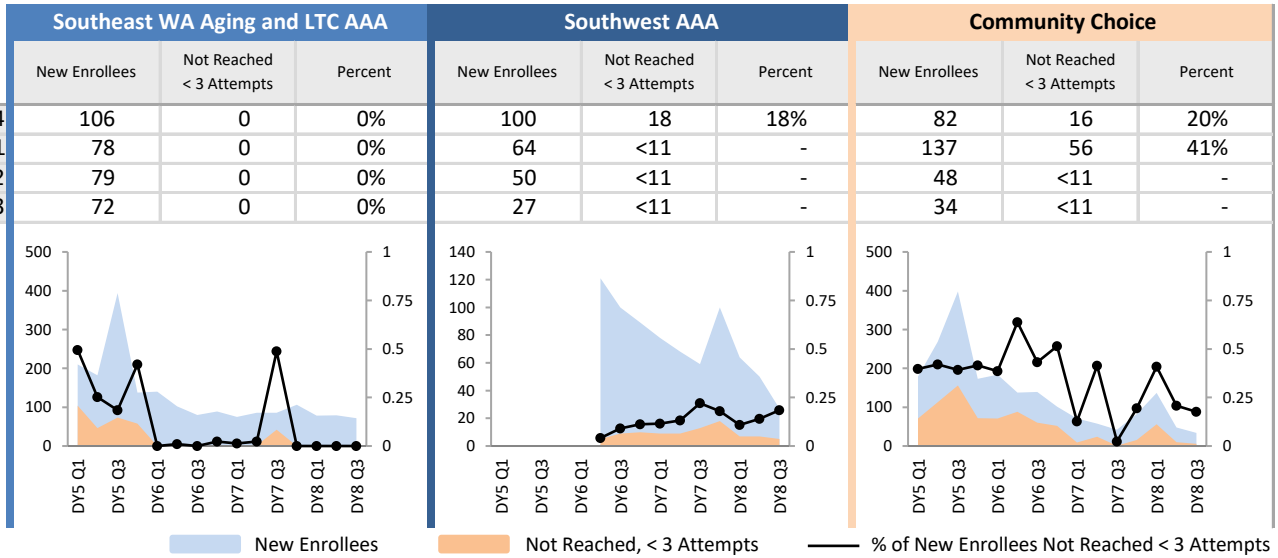 Southeast WA Aging and LTC AAA Southwest AAA Community Choice
New Enrollees Not Reached < 3 Attempts Percent New Enrollees Not Reached < 3 Attempts Percent New Enrollees Not Reached < 3 Attempts Percent
4 106 0 0% 100 18 18% 82 16 20%
1 78 0 0% 64 <11 - 137 56 41%
2 79 0 0% 50 <11 - 48 <11 -
3 72 0 0% 27 <11 - 34 <11 -
500 1 140 1 500 1
120
400 0.75 100 0.75 400 0.75
300 80 300
0.5 60 0.5 0.5
200 200
100 0.25 40 0.25 100 0.25
20
0 0 0 0 0 0
DY5 Q1 DY5 Q3 DY6 Q1 DY6 Q3 DY7 Q1 DY7 Q3 DY8 Q1 DY8 Q3
DY5 Q1 DY5 Q3 DY6 Q1 DY6 Q3 DY7 Q1 DY7 Q3 DY8 Q1 DY8 Q3
DY5 Q1 DY5 Q3 DY6 Q1 DY6 Q3 DY7 Q1 DY7 Q3 DY8 Q1 DY8 Q3
New Enrollees Not Reached, < 3 Attempts % of New Enrollees Not Reached < 3 Attempts